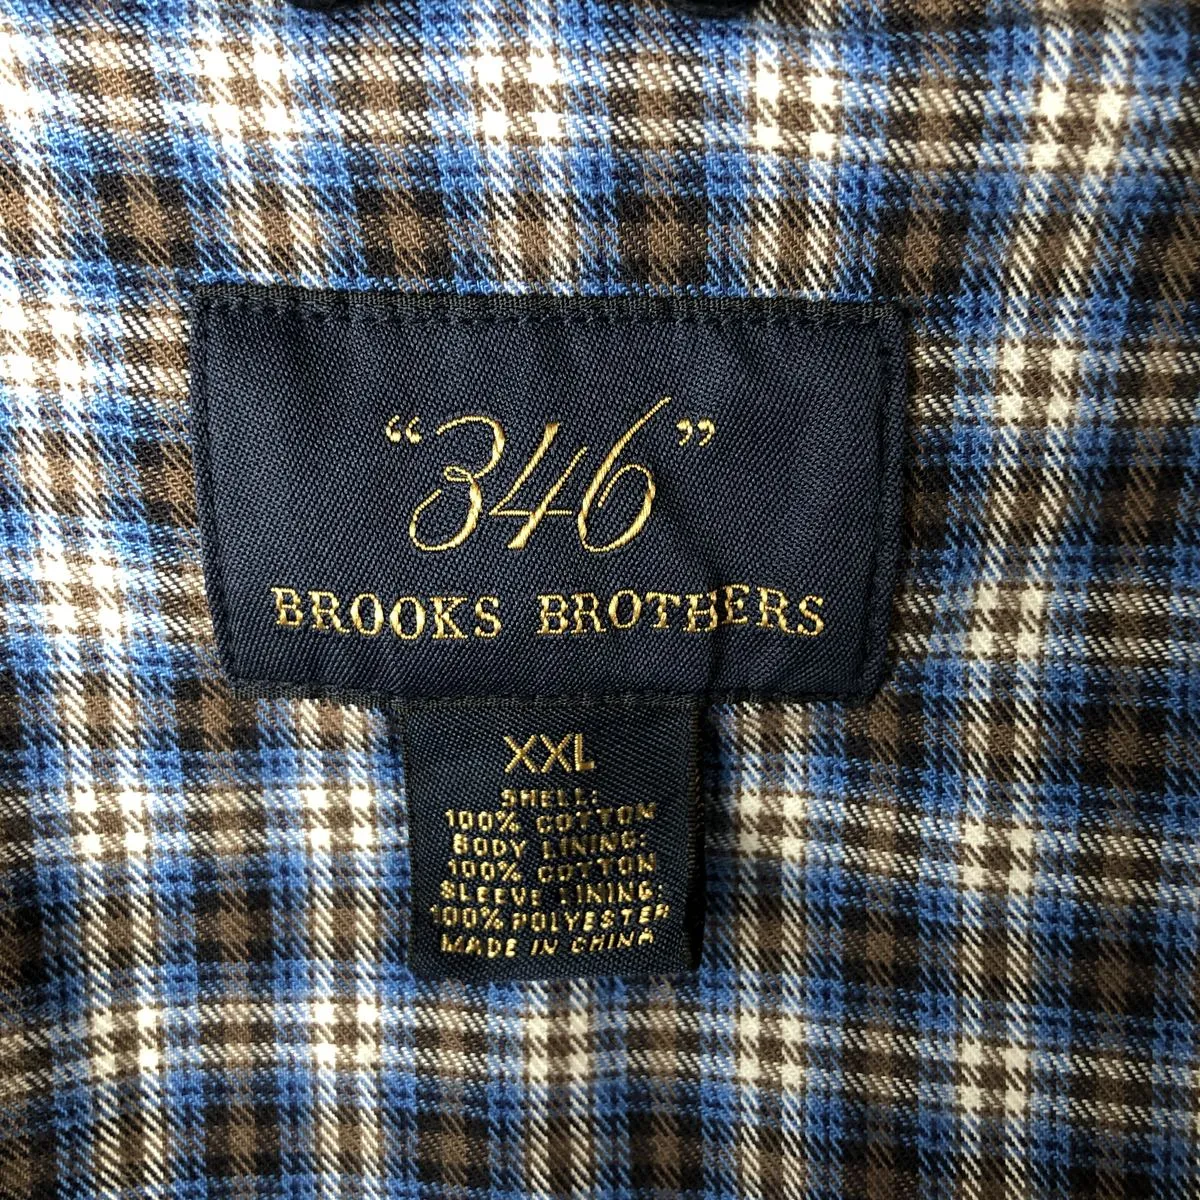 “346”
BROOKS BROTHERS
XXL
SHELL:
100% COTTON
BODY LINING:
100% COTTON
SLEEVE LINING:
100% POLYESTER
MADE IN CHINA